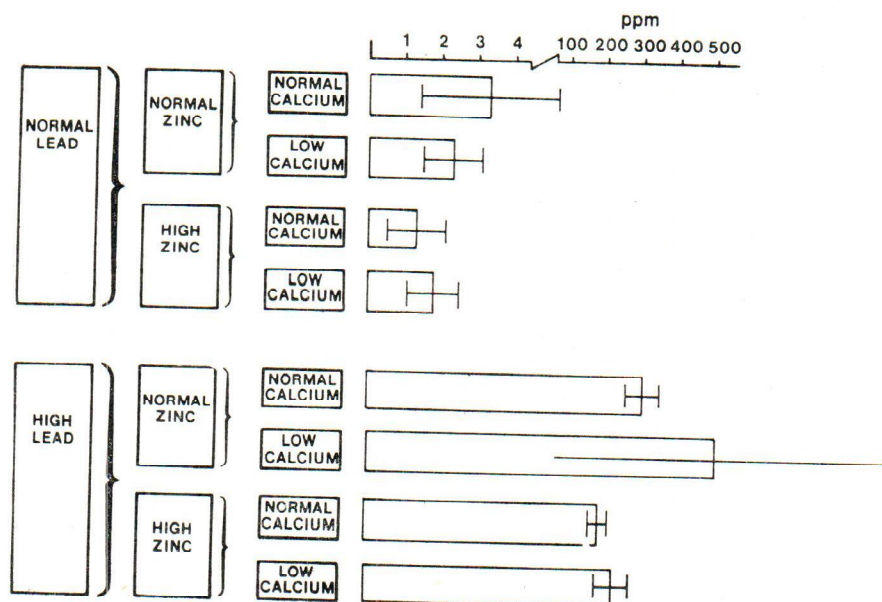 ppm
1 2 3 4 100 200 300 400 500
NORMAL
LEAD
NORMAL
ZINC
NORMAL
CALCIUM
LOW
CALCIUM
HIGH
ZINC
NORMAL
CALCIUM
LOW
CALCIUM
HIGH
LEAD
NORMAL
ZINC
NORMAL
CALCIUM
LOW
CALCIUM
HIGH
ZINC
NORMAL
CALCIUM
LOW
CALCIUM